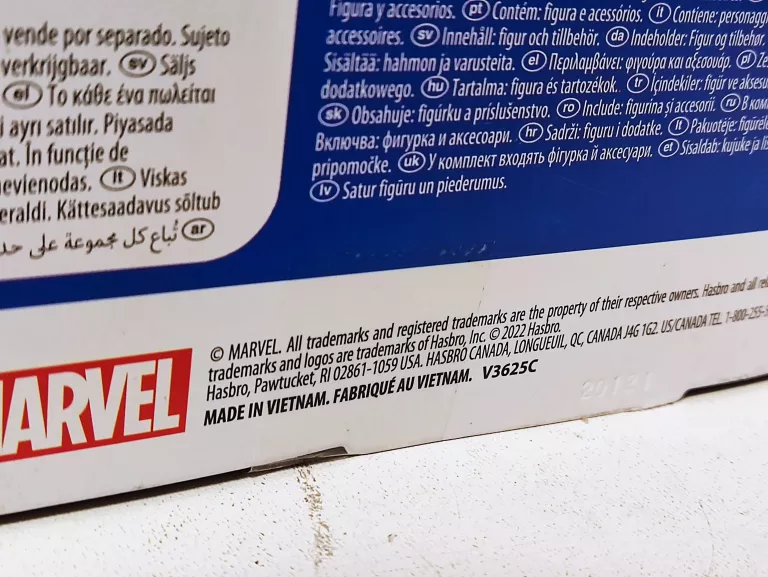 vende por separado. Sujeto
verkrijgbaar. sv Säljs
el Το κάθε ένα πωλείται
i ayrı satılır. Piyasada
at. În funcție de
nevienodas. lt Viskas
eraldi. Kättesaadavus sõltub
تُباع كل مجموعة على حد ar
Figura y accesorios. pt Contém: figura e acessórios. it Contiene: personagg
accessoires. sv Innehåll: figur och tillbehör. da Indeholder: Figur og tilbehør.
Sisältää: hahmon ja varusteita. el Περιλαμβάνει: φιγούρα και αξεσουάρ. pl
dodatkowego. hu Tartalma: figura és tartozékok. tr İçindekiler: figür ve aksesu
sk Obsahuje: figúrku a príslušenstvo. ro Include: figurina și accesorii. ru В ком
Включва: фигурка и аксесоари. hr Sadrži: figuru i dodatke. lt Pakuotėje: figūrėlė
pripomočke. uk У комплект входять фігурка й аксесуари. et Sisaldab: kujuke ja li
lv Satur figūru un piederumus.
MARVEL
© MARVEL. All trademarks and registered trademarks are the property of their respective owners. Hasbro and all rel
trademarks and logos are trademarks of Hasbro, Inc. © 2022 Hasbro.
Hasbro, Pawtucket, RI 02861-1059 USA. HASBRO CANADA, LONGUEUIL, QC, CANADA J4G 1G2. US/CANADA TEL. 1-800-255-5
MADE IN VIETNAM. FABRIQUÉ AU VIETNAM. V3625C